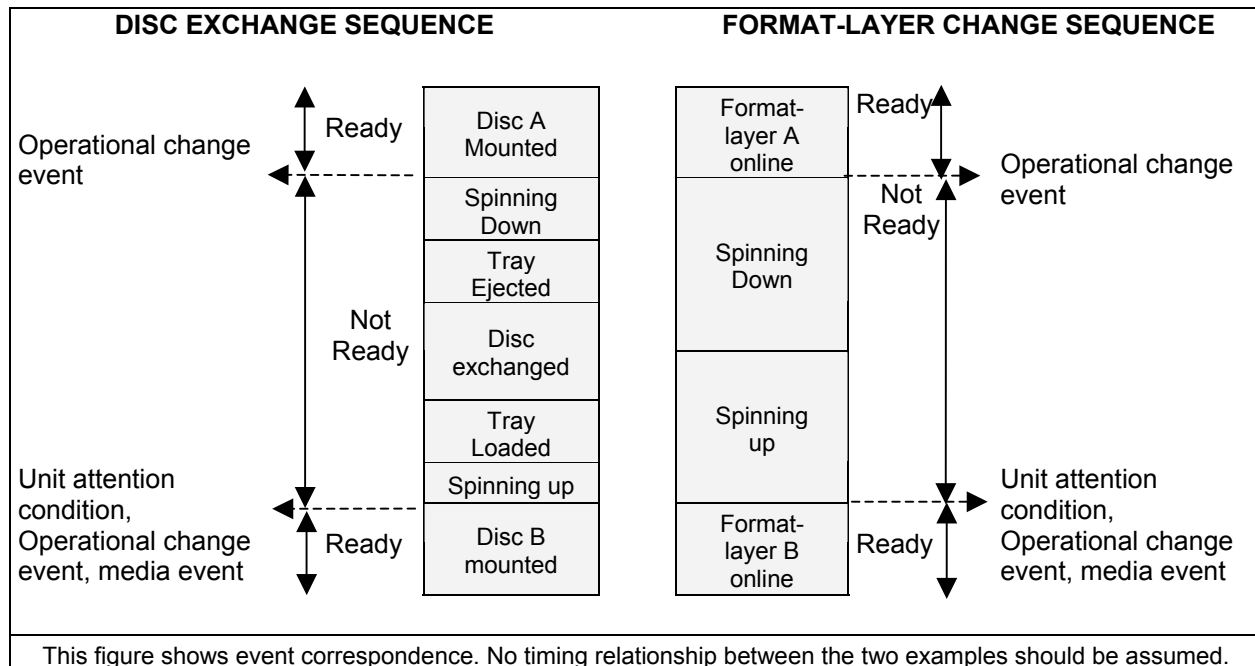 DISC EXCHANGE SEQUENCE
Ready
Disc A
Mounted
Operational change
event
Spinning
Down
Tray
Ejected
Not
Ready
Disc
exchanged
Tray
Loaded
Spinning up
Unit attention
condition,
Operational change
event, media event
Ready
Disc B
mounted
FORMAT-LAYER CHANGE SEQUENCE
Format-
layer A
online
Ready
Operational change
event
Not
Ready
Spinning
Down
Spinning
up
Unit attention
condition,
Operational change
event, media event
Format-
layer B
online
Ready
This figure shows event correspondence. No timing relationship between the two examples should be assumed.